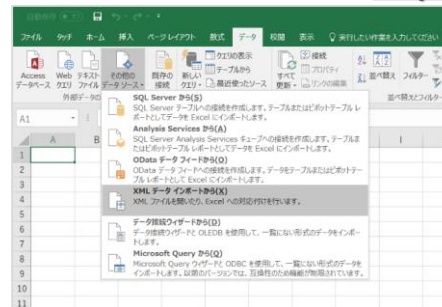 自動保存
ファイル タッチ ホーム 挿入 ページレイアウト 数式 データ 校閲 表示 実行したい作業を入力してください
Access データベース
Web クエリ
テキスト ファイル
その他の データ ソース
既存の 接続
新しい クエリ
クエリの表示
テーブルから
最近使ったソース
すべて 更新
接続
プロパティ
リンクの編集
並べ替え
フィルター
外部データの
並べ替えとフィルタ
A1
A B I
SQL Server から(S)
SQL Server テーブルへの接続を作成します。テーブルまたはピボットテーブル レ
ポートとしてデータを Excel にインポートします。
Analysis Services から(A)
SQL Server Analysis Services キューブへの接続を作成します。テーブルま
たはピボットテーブル レポートとしてデータを Excel にインポートします。
OData データ フィードから(O)
OData データ フィードへの接続を作成します。データをテーブルまたはピボットテー
ブル レポートとして Excel にインポートします。
XML データ インポートから(X)
XML ファイルを開いたり、Excel への対応付けを行います。
データ接続ウィザードから(D)
データ接続ウィザードと OLEDB を使用して、一覧にない形式のデータをインポー
トします。
Microsoft Query から(Q)
Microsoft Query ウィザードと ODBC を使用して、一覧にない形式のデータを
インポートします。以前のバージョンでは、互換性のため機能が制限されています。
1
2
3
4
5
6
7
8
9
10
11